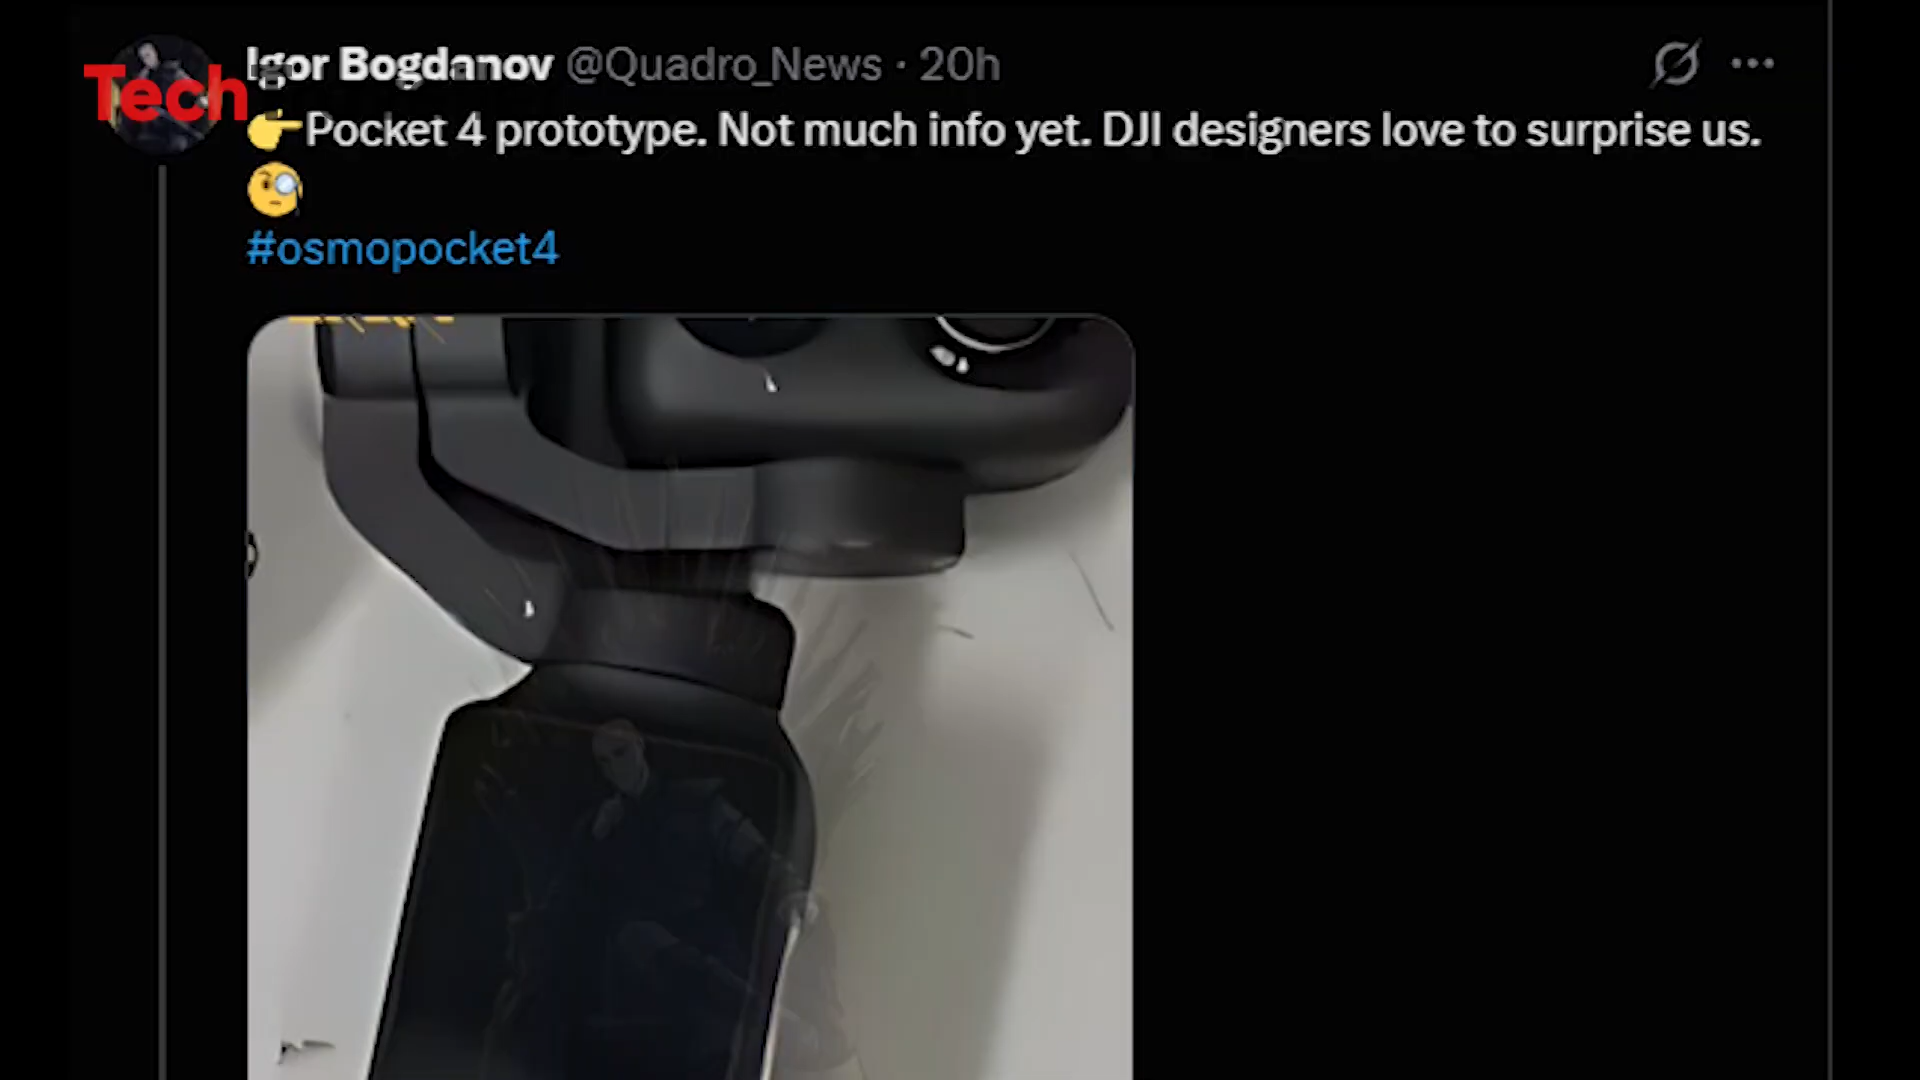 Tech
Igor Bogdanov @Quadro_News · 20h
👉Pocket 4 prototype. Not much info yet. DJI designers love to surprise us.
🧐
#osmopocket4